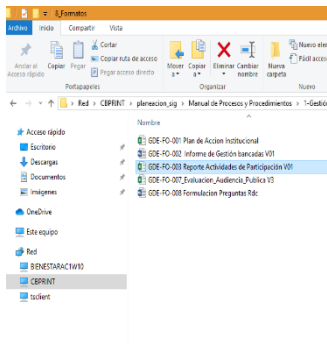 8_Formatos
Archivo Inicio Compartir Vista
Anclar al Acceso rápido
Copiar
Pegar
Cortar
Copiar ruta de acceso
Pegar acceso directo
Mover a
Copiar a
Eliminar
Cambiar nombre
Nueva carpeta
Nuevo elem
Fácil acceso
Portapapeles
Organizar
Nuevo
Red > CBPRINT > planeacion_sig > Manual de Procesos y Procedimientos > 1-Gestió
Nombre
Acceso rápido
Escritorio
Descargas
Documentos
Imágenes
OneDrive
Este equipo
Red
BIENESTARAC1W10
CBPRINT
tsclient
GDE-FO-001 Plan de Accion Institucional
GDE-FO-002 Informe de Gestión bancadas V01
GDE-FO-003 Reporte Actividades de Participación V01
GDE-FO-007_Evaluacion_Audiencia_Publica V3
GDE-FO-008 Formulacion Preguntas Rdc